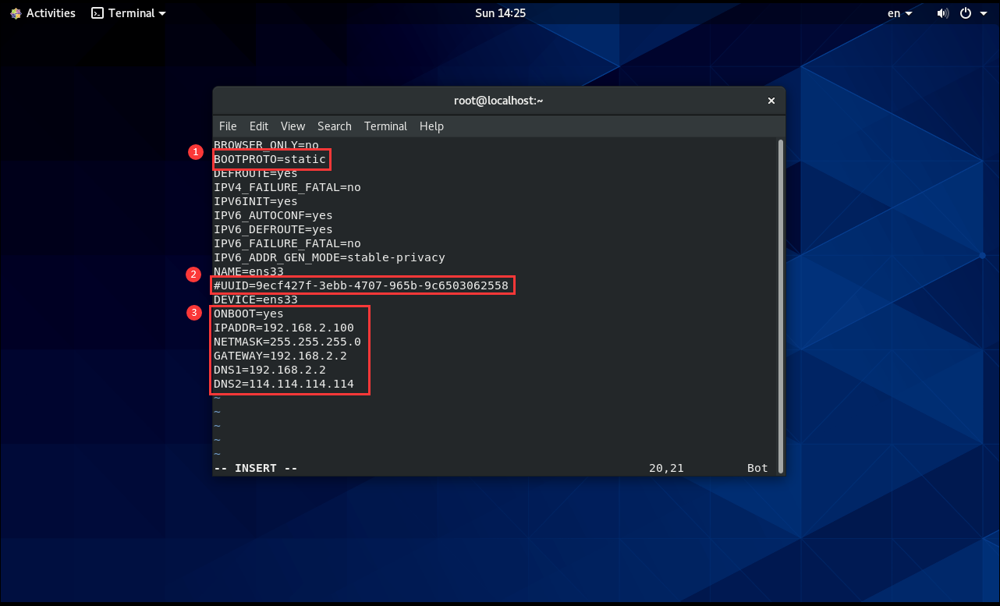 Activities Terminal Sun 14:25 en
root@localhost:~ ×
File Edit View Search Terminal Help
BROWSER_ONLY=no
1 BOOTPROTO=static
DEFROUTE=yes
IPV4_FAILURE_FATAL=no
IPV6INIT=yes
IPV6_AUTOCONF=yes
IPV6_DEFROUTE=yes
IPV6_FAILURE_FATAL=no
IPV6_ADDR_GEN_MODE=stable-privacy
NAME=ens33
2 #UUID=9ecf427f-3ebb-4707-965b-9c6503062558
DEVICE=ens33
3 ONBOOT=yes
IPADDR=192.168.2.100
NETMASK=255.255.255.0
GATEWAY=192.168.2.2
DNS1=192.168.2.2
DNS2=114.114.114.114
~
~
~
~
~
-- INSERT -- 20,21 Bot